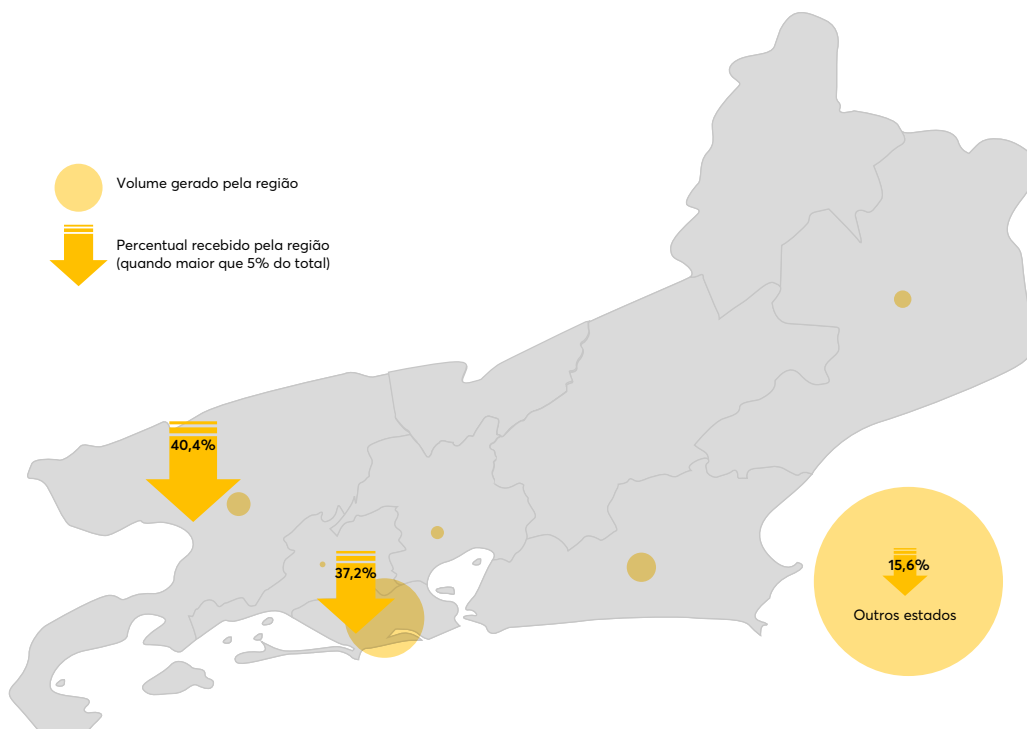 Volume gerado pela região
Percentual recebido pela região
(quando maior que 5% do total)
40,4%
37,2%
15,6%
Outros estados